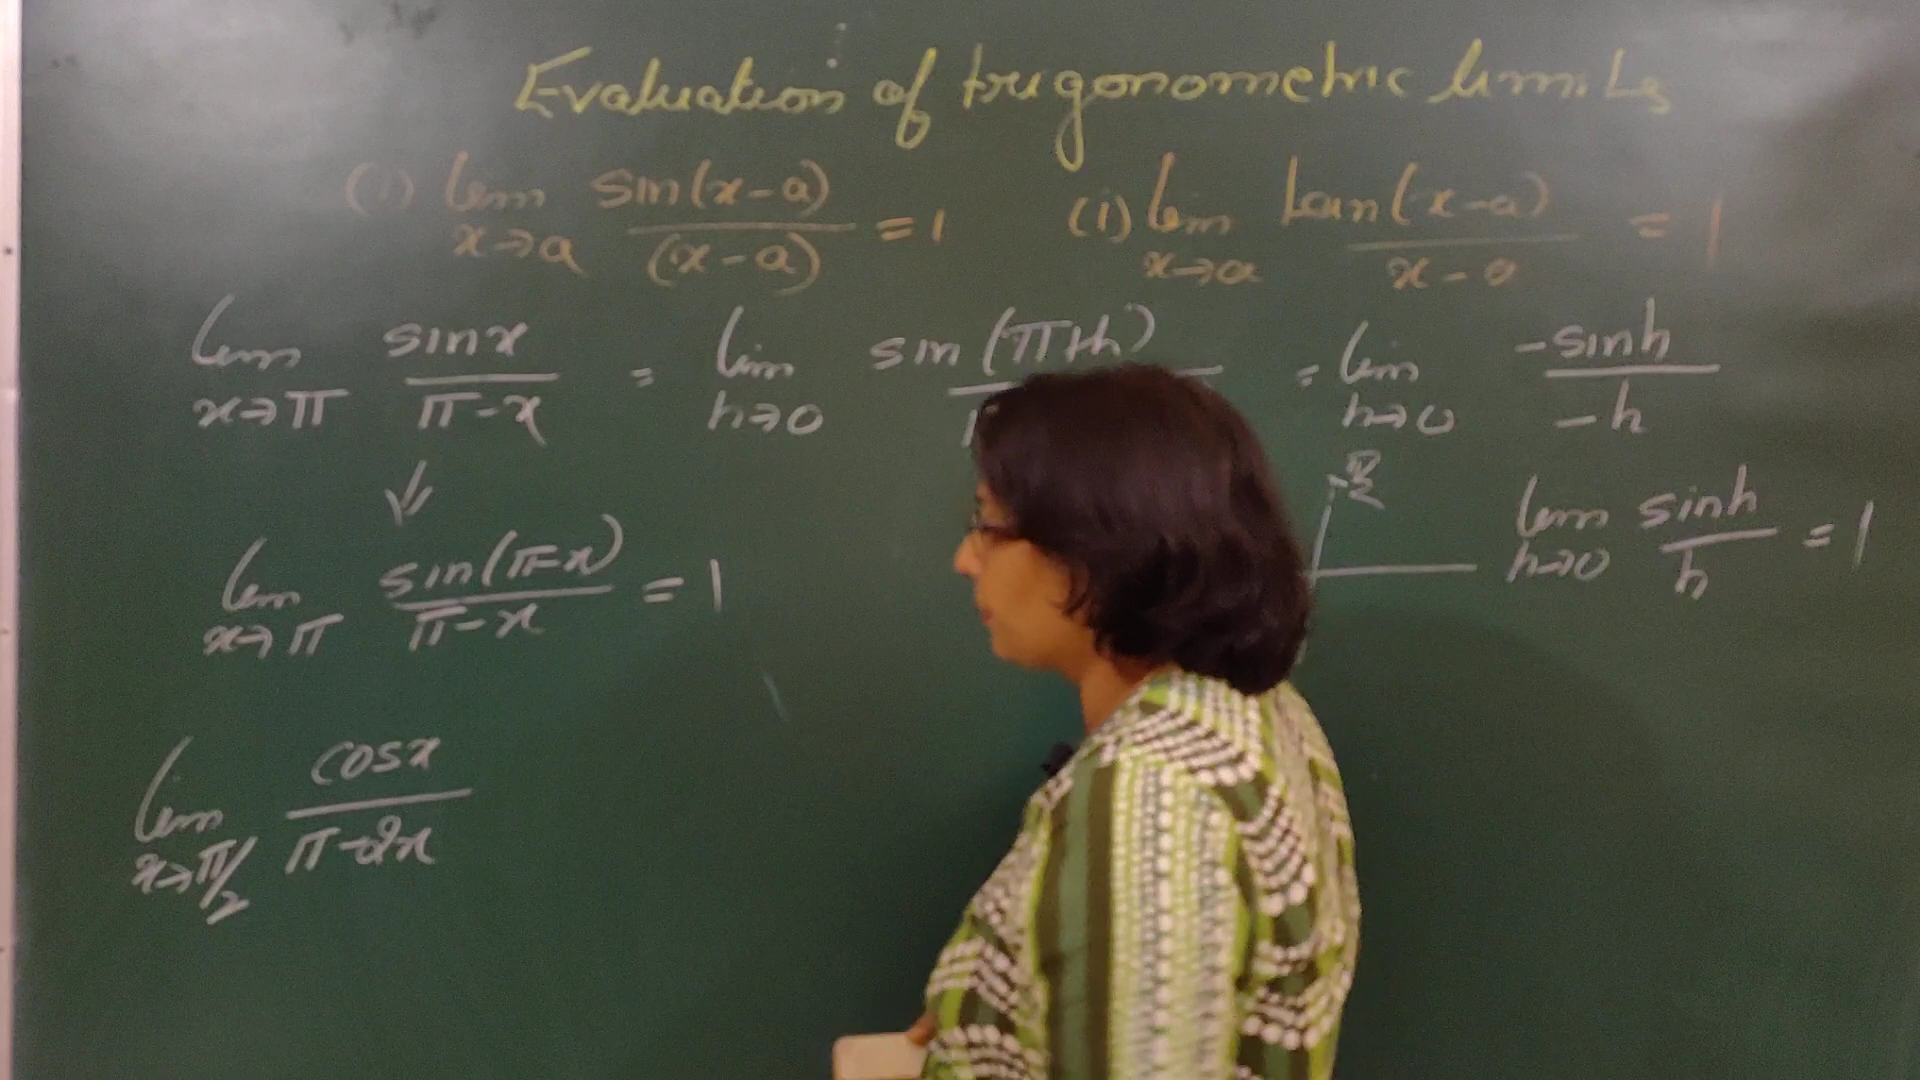 Evaluation of trigonometric limits
(i) lim x→a sin(x-a)/(x-a) = 1 (i) lim x→a tan(x-a)/x-a = 1
lim x→π sinx/π-x = lim h→0 sin(π+h) = lim h→0 -sinh/-h
π/2
lim h→0 sinh/h = 1
lim x→π sin(π-x)/π-x = 1
lim x→π/2 cosx/π-2x